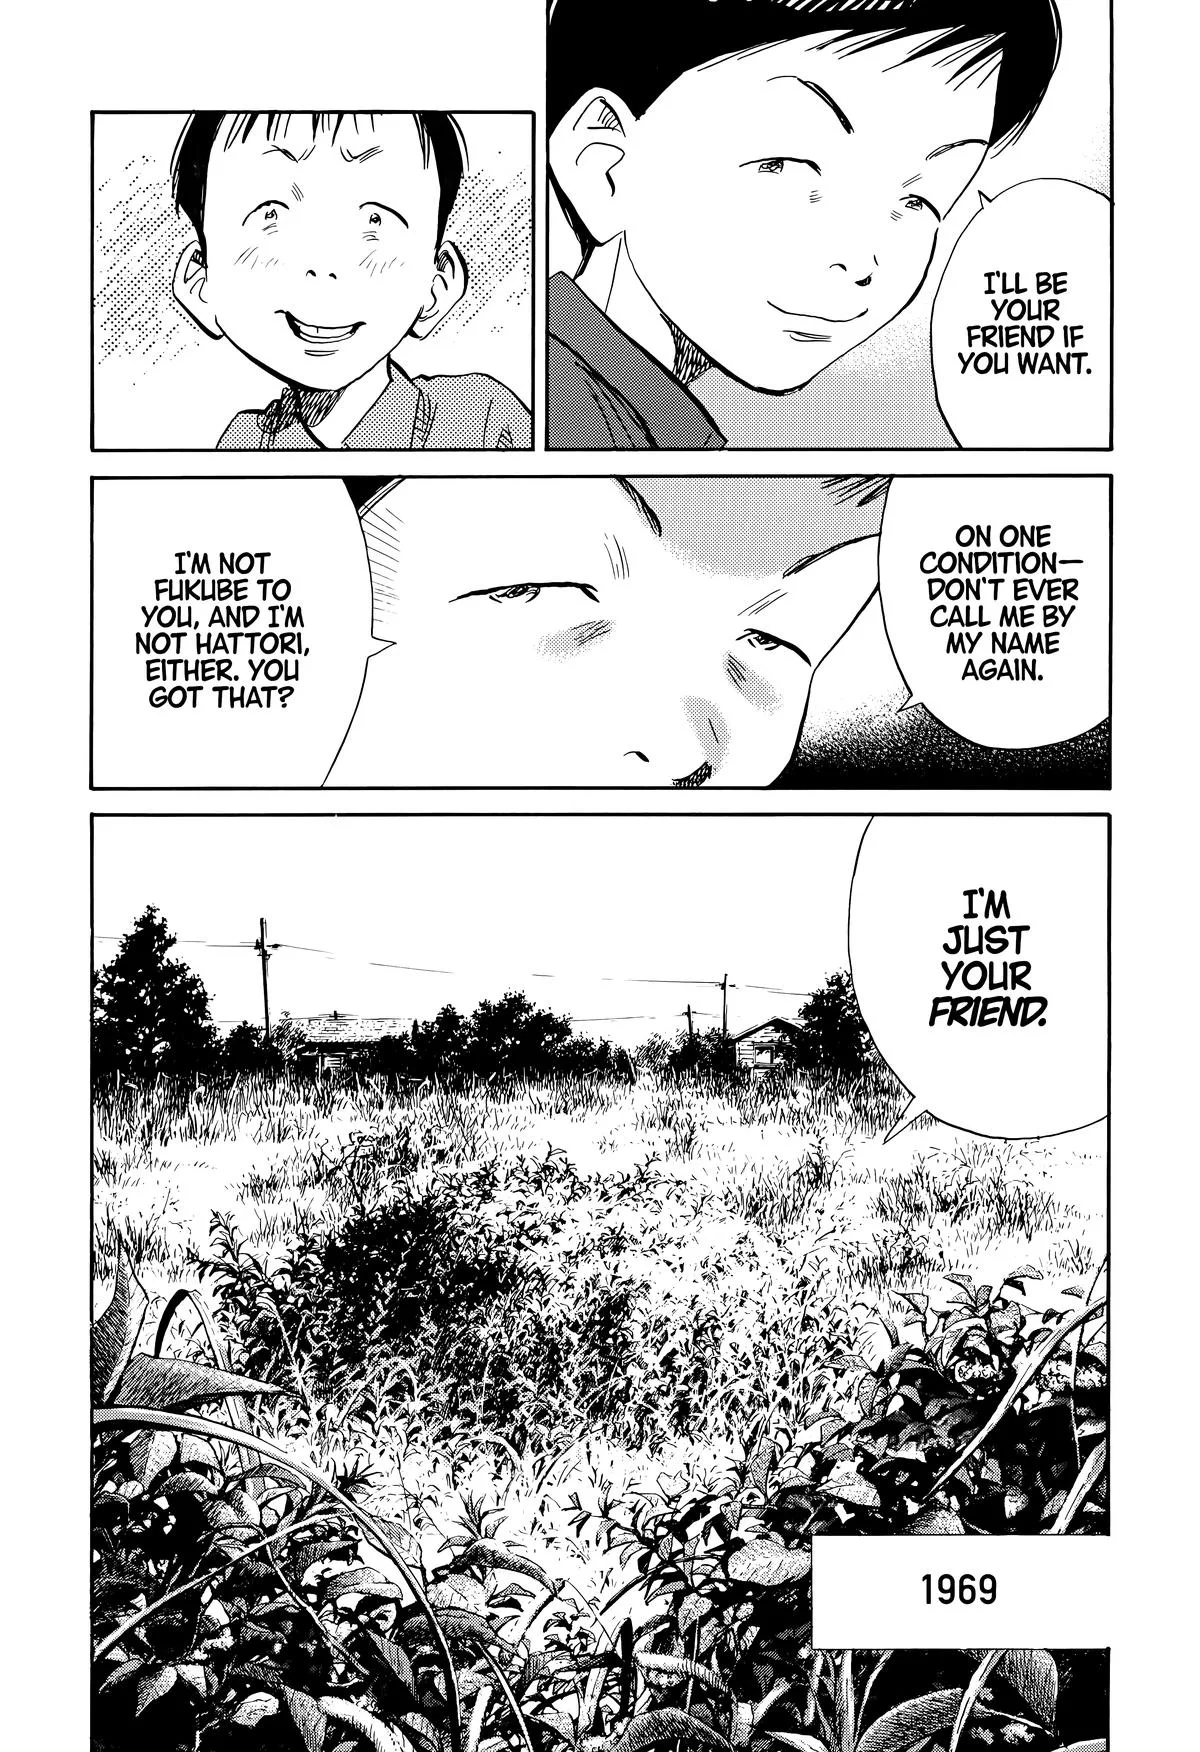 I'LL BE
YOUR
FRIEND IF
YOU WANT.
ON ONE
CONDITION—
DON'T EVER
CALL ME BY
MY NAME
AGAIN.
I'M NOT
FUKUBE TO
YOU, AND I'M
NOT HATTORI,
EITHER. YOU
GOT THAT?
I'M
JUST
YOUR
FRIEND.
1969